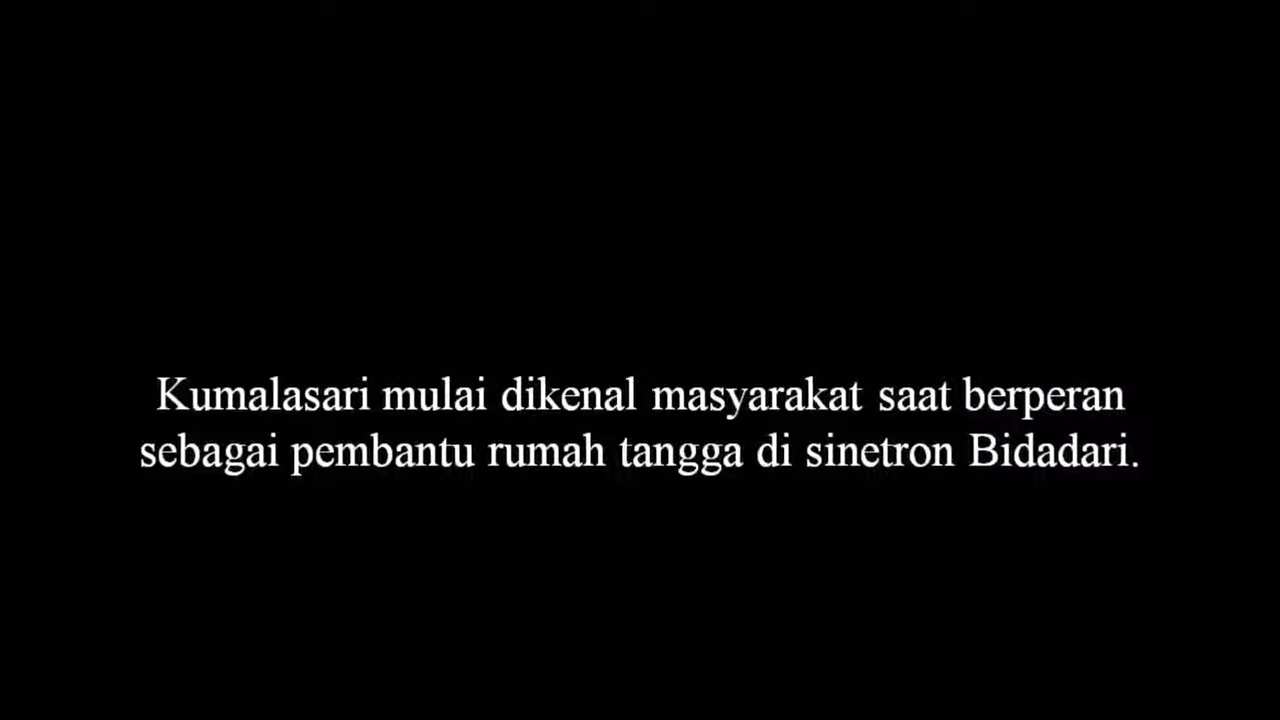 Kumalasari mulai dikenal masyarakat saat berperan
sebagai pembantu rumah tangga di sinetron Bidadari.